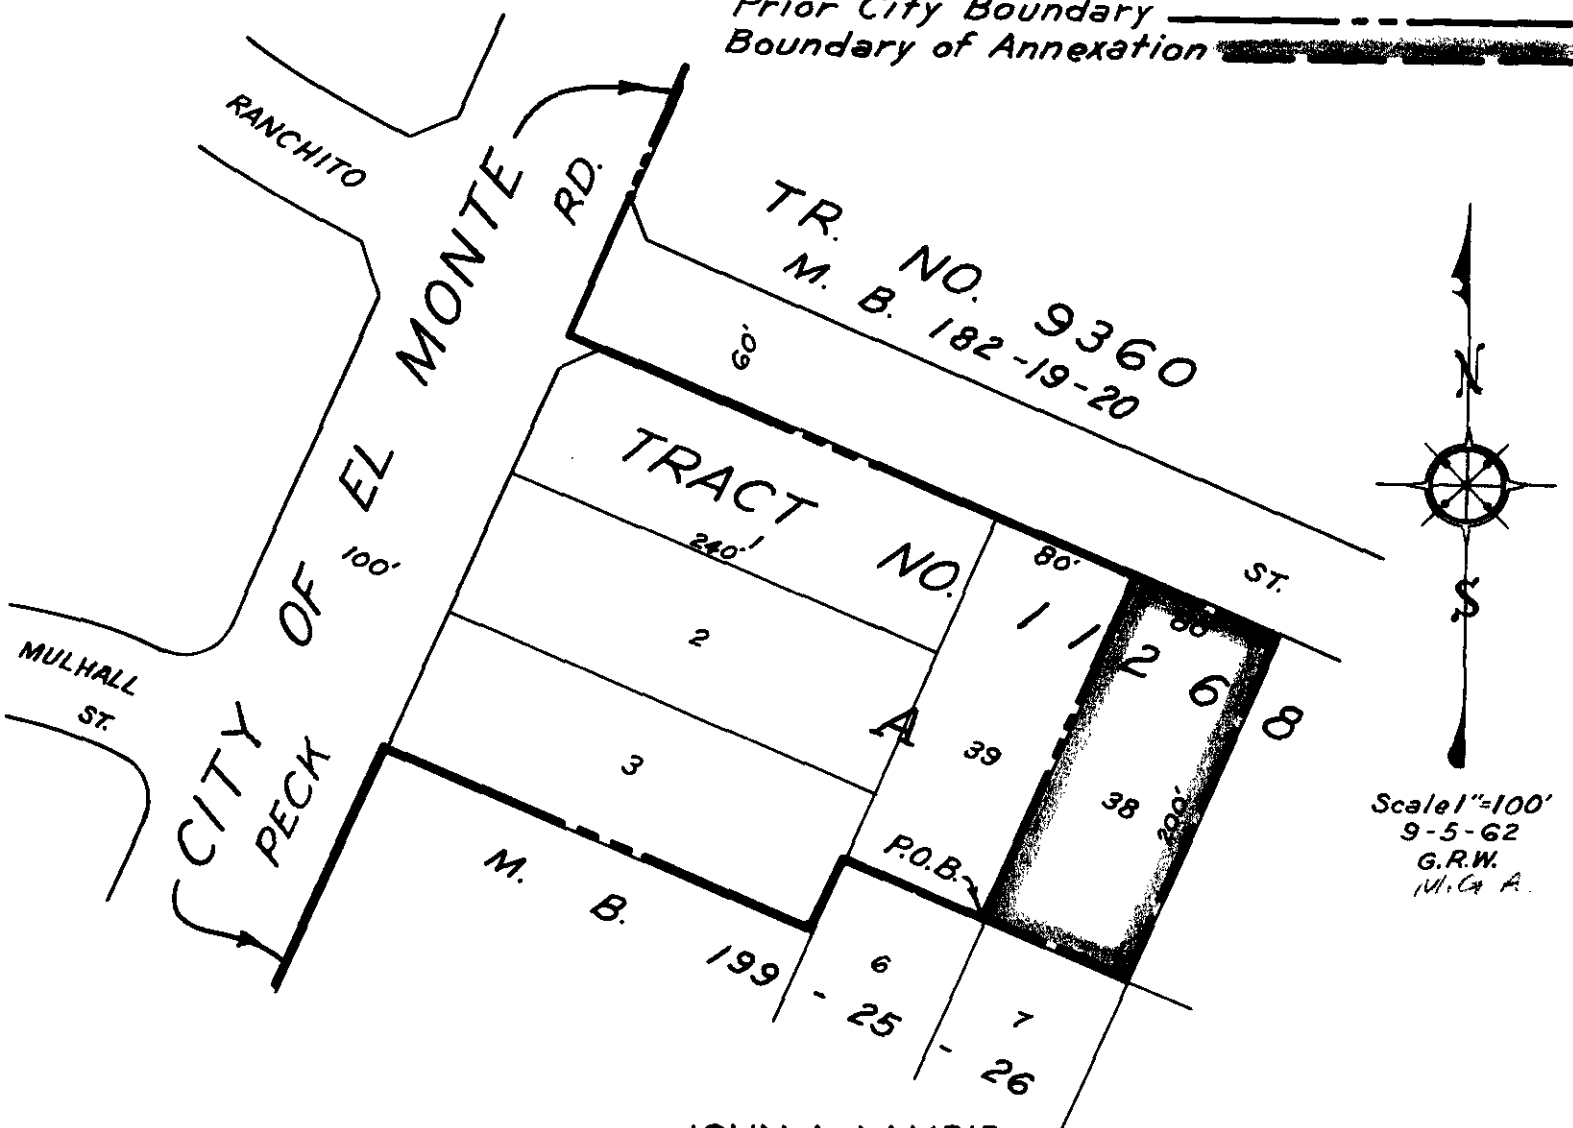 Prior City Boundary
Boundary of Annexation
RANCHITO
CITY OF EL MONTE
PECK
RD.
TR. NO. 9360
M. B. 182-19-20
60'
TRACT NO. 11268
240'
1
80'
ST.
100'
2
A
39
38
200'
3
MULHALL
ST.
P.O.B.
M. B. 199 - 25 - 26
6
7
N
S
Scale 1"=100'
9-5-62
G.R.W.